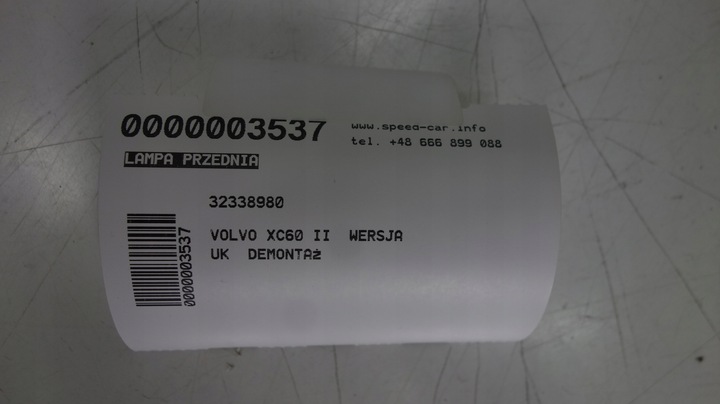 0000003537
www.speed-car.info
tel. +48 666 899 088
LAMPA PRZEDNIA
32338980
VOLVO XC60 II WERSJA
UK DEMONTAż
0000003537